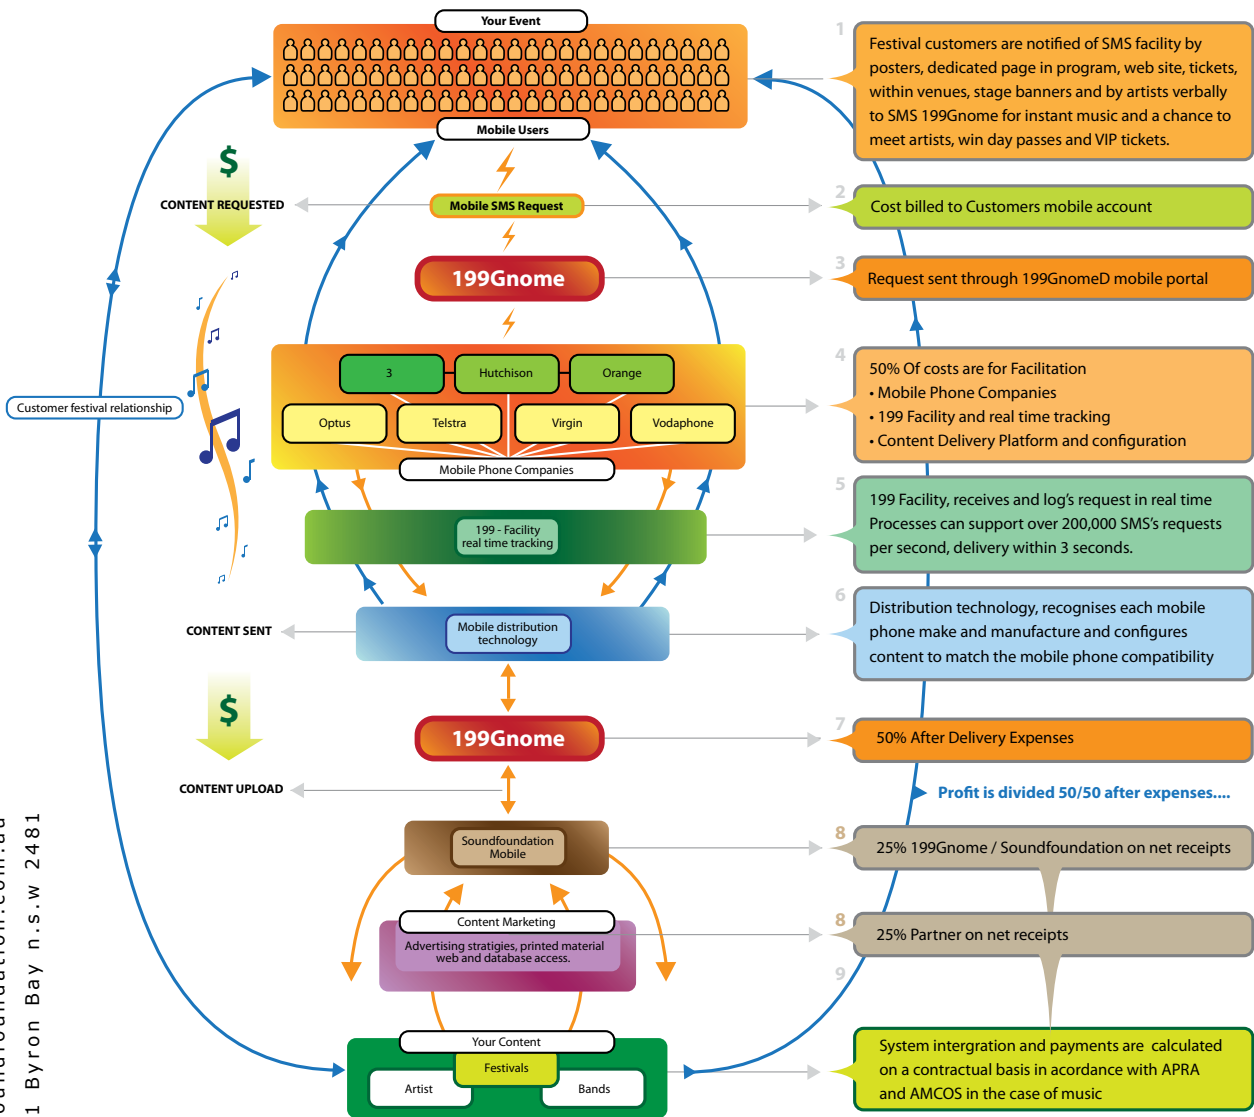 Your Event
Mobile Users
1
Festival customers are notified of SMS facility by
posters, dedicated page in program, web site, tickets,
within venues, stage banners and by artists verbally
to SMS 199Gnome for instant music and a chance to
meet artists, win day passes and VIP tickets.
$
CONTENT REQUESTED
Mobile SMS Request
2
Cost billed to Customers mobile account
199Gnome
3
Request sent through 199GnomeD mobile portal
3
Hutchison
Orange
Optus
Telstra
Virgin
Vodaphone
Mobile Phone Companies
4
50% Of costs are for Facilitation
• Mobile Phone Companies
• 199 Facility and real time tracking
• Content Delivery Platform and configuration
Customer festival relationship
199 - Facility
real time tracking
5
199 Facility, receives and log's request in real time
Processes can support over 200,000 SMS's requests
per second, delivery within 3 seconds.
CONTENT SENT
Mobile distribution
technology
6
Distribution technology, recognises each mobile
phone make and manufacture and configures
content to match the mobile phone compatibility
$
199Gnome
7
50% After Delivery Expenses
CONTENT UPLOAD
Profit is divided 50/50 after expenses....
Soundfoundation
Mobile
8
25% 199Gnome / Soundfoundation on net receipts
Content Marketing
Advertising stratigies, printed material
web and database access.
8
25% Partner on net receipts
9
Your Content
Festivals
Artist
Bands
System intergration and payments are calculated
on a contractual basis in acordance with APRA
and AMCOS in the case of music
oundfoundation.com.au
1 Byron Bay n.s.w 2481